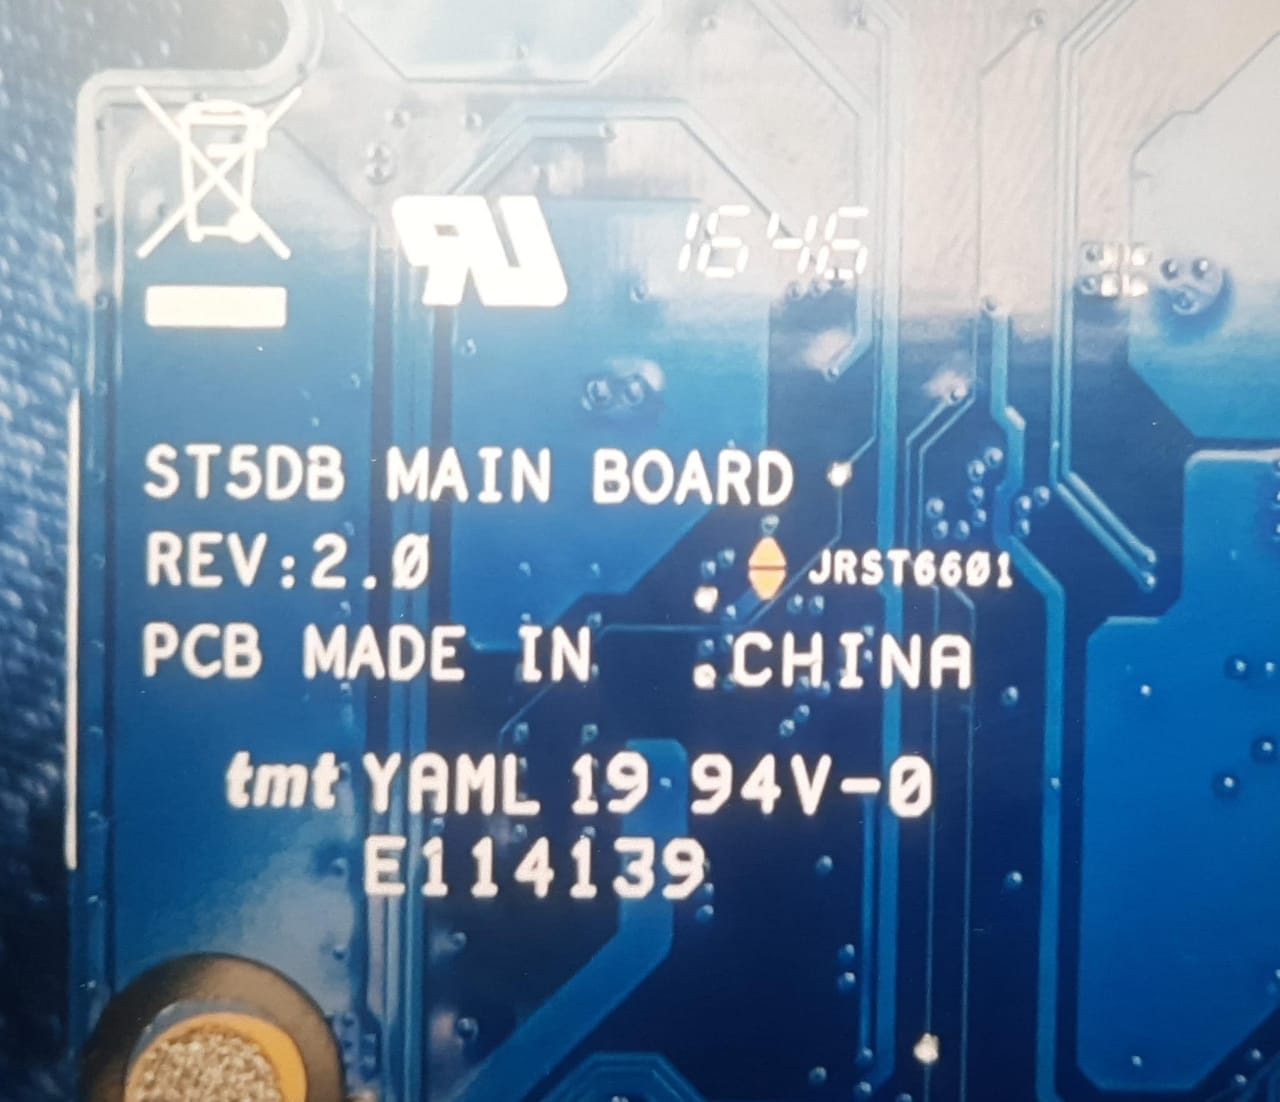 1646
ST5DB MAIN BOARD
REV:2.0
JRST6601
PCB MADE IN CHINA
tmt YAML 19 94V-0
E114139